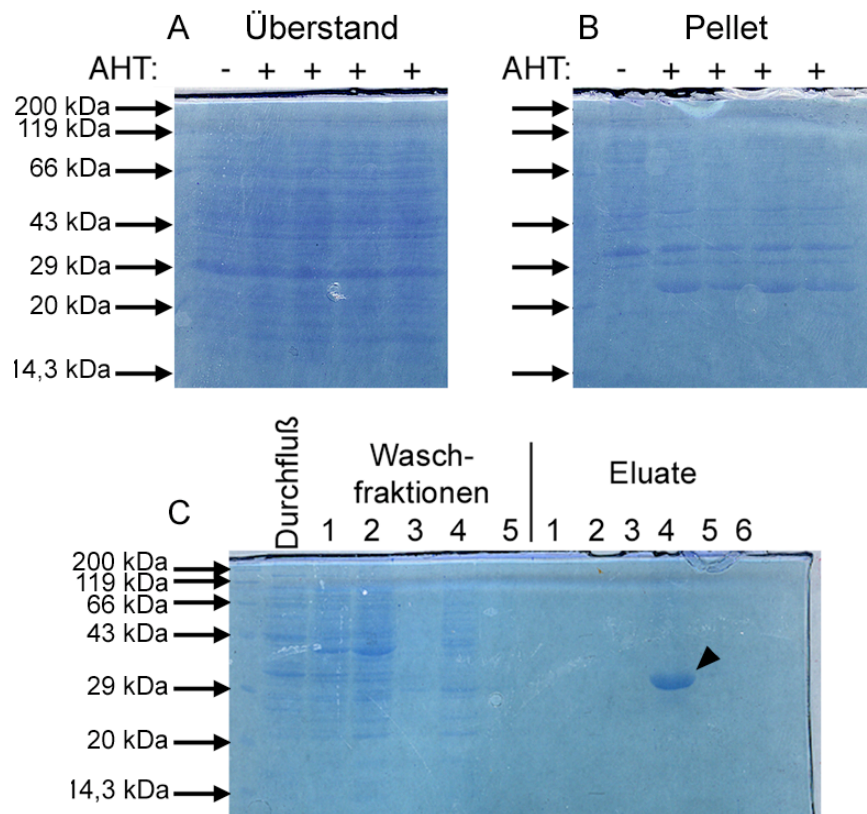 A Überstand
AHT: - + + + +
200 kDa
119 kDa
66 kDa
43 kDa
29 kDa
20 kDa
14,3 kDa
B Pellet
AHT: - + + + +
C
Durchfluß
Wasch-
fraktionen
1 2 3 4 5
Eluate
1 2 3 4 5 6
200 kDa
119 kDa
66 kDa
43 kDa
29 kDa
20 kDa
14,3 kDa